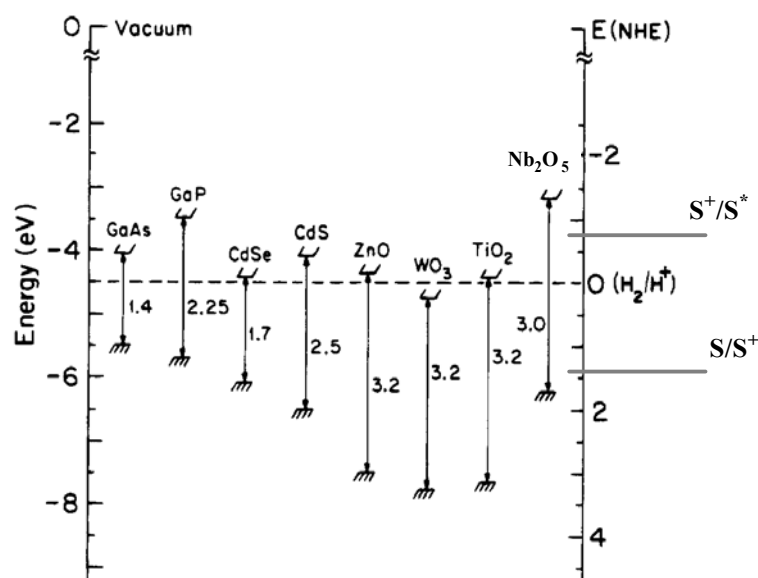 0 Vacuum E(NHE)
-2
Nb₂O₅
-2
S⁺/S*
GaP
GaAs
CdS
-4
CdSe
ZnO
WO₃
TiO₂
0 (H₂/H⁺)
Energy (eV)
1.4
2.25
1.7
2.5
3.2
3.2
3.2
3.0
S/S⁺
-6
2
-8
4